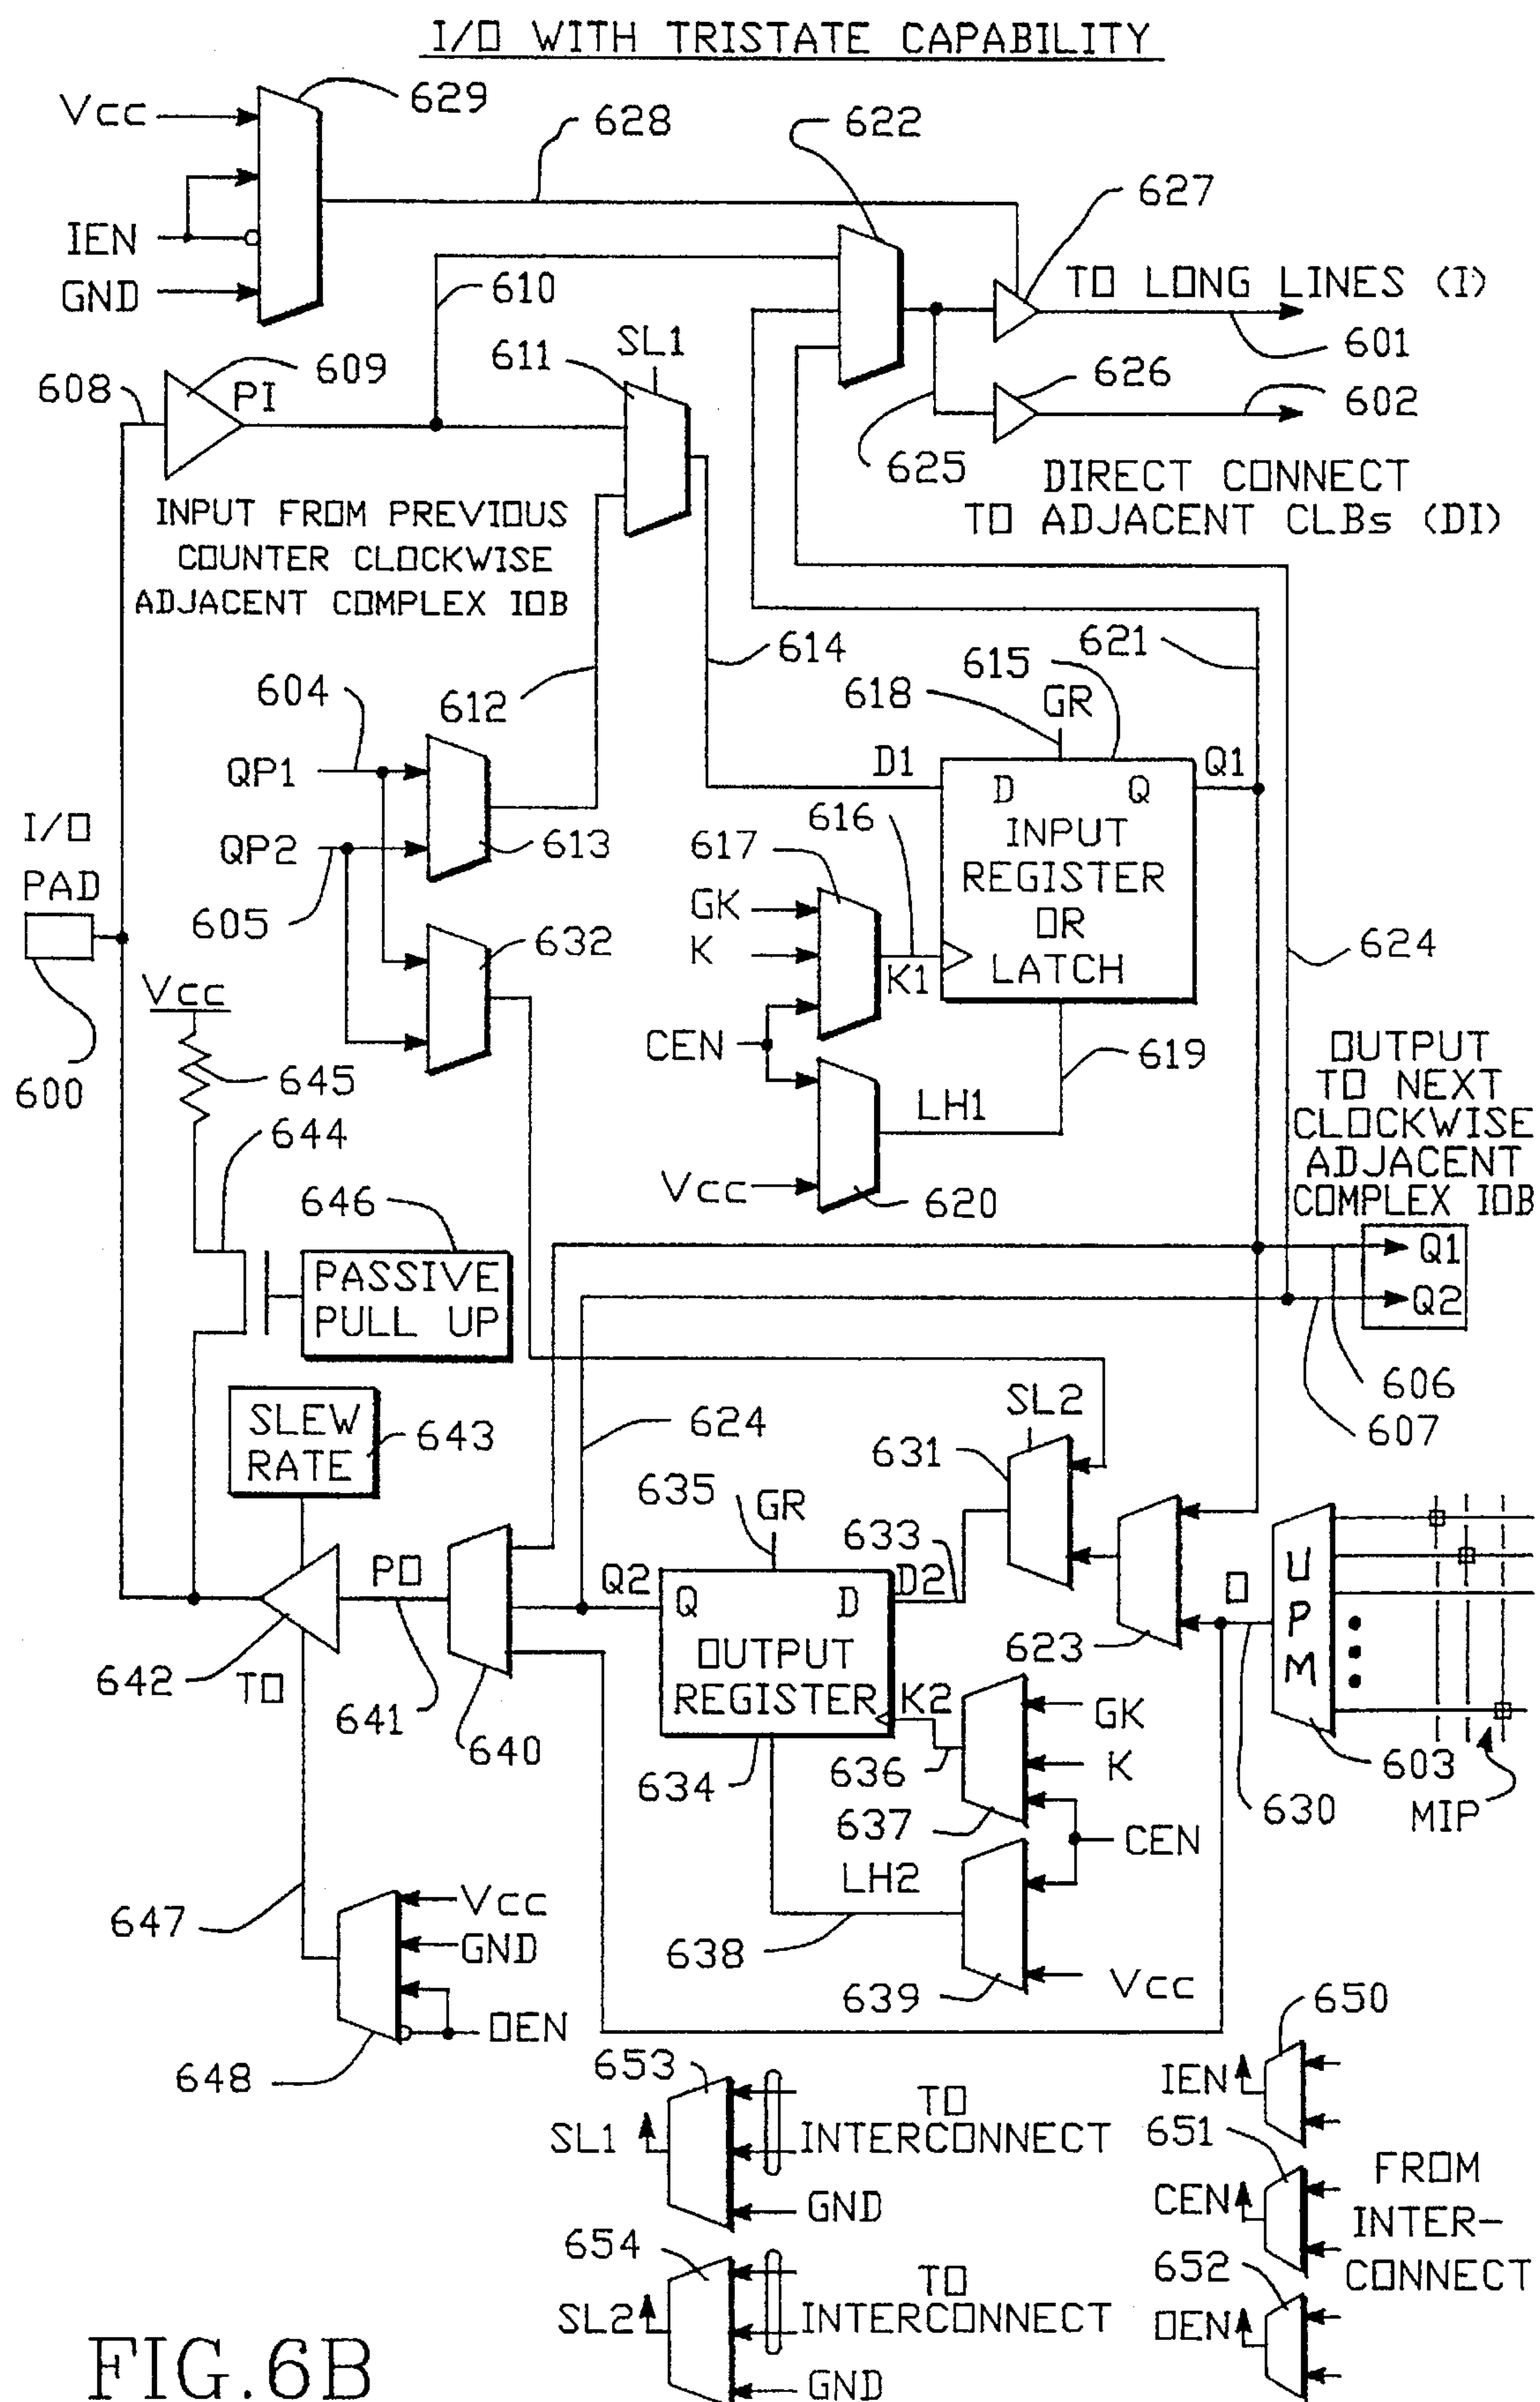 I/O WITH TRISTATE CAPABILITY
Vcc
629
628
622
627
IEN
GND
610
TO LONG LINES (I)
601
SL1
611
609
608
PI
626
602
625
DIRECT CONNECT
TO ADJACENT CLBs (DI)
INPUT FROM PREVIOUS
COUNTER CLOCKWISE
ADJACENT COMPLEX IOB
614
621
615
604
612
618
GR
QP1
D1
D
Q
Q1
616
INPUT
REGISTER
OR
LATCH
I/O
PAD
QP2
613
617
605
GK
K
K1
632
624
Vcc
CEN
619
OUTPUT
TO NEXT
CLOCKWISE
ADJACENT
COMPLEX IOB
600
645
LH1
644
Vcc
620
646
PASSIVE
PULL UP
Q1
Q2
606
607
SLEW
RATE
643
624
SL2
631
635
GR
633
PO
Q2
Q
D
D2
O
UPM
OUTPUT
REGISTER
623
642
TO
641
640
K2
GK
K
634
636
637
603
630
MIP
CEN
LH2
647
Vcc
GND
638
639
Vcc
OEN
648
650
653
IEN
TO
INTERCONNECT
SL1
651
GND
CEN
FROM
INTER-
CONNECT
654
652
TO
INTERCONNECT
SL2
OEN
GND
FIG.6B